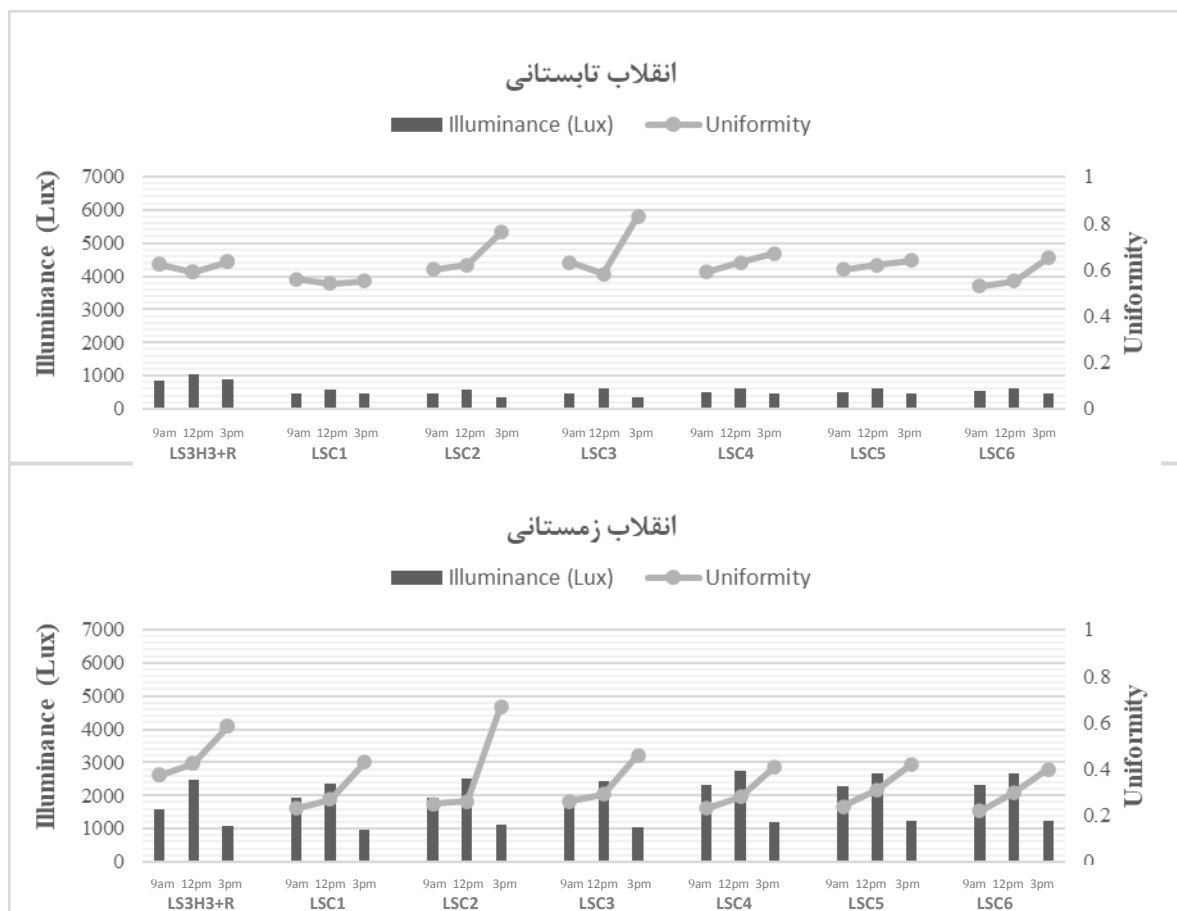 انقلاب تابستانی
Illuminance (Lux) Uniformity
Illuminance (Lux)
7000
6000
5000
4000
3000
2000
1000
0
1
0.8
0.6
0.4
0.2
0
Uniformity
9am 12pm 3pm 9am 12pm 3pm 9am 12pm 3pm 9am 12pm 3pm 9am 12pm 3pm 9am 12pm 3pm 9am 12pm 3pm
LS3H3+R LSC1 LSC2 LSC3 LSC4 LSC5 LSC6
انقلاب زمستانی
Illuminance (Lux) Uniformity
Illuminance (Lux)
7000
6000
5000
4000
3000
2000
1000
0
1
0.8
0.6
0.4
0.2
0
Uniformity
9am 12pm 3pm 9am 12pm 3pm 9am 12pm 3pm 9am 12pm 3pm 9am 12pm 3pm 9am 12pm 3pm 9am 12pm 3pm
LS3H3+R LSC1 LSC2 LSC3 LSC4 LSC5 LSC6